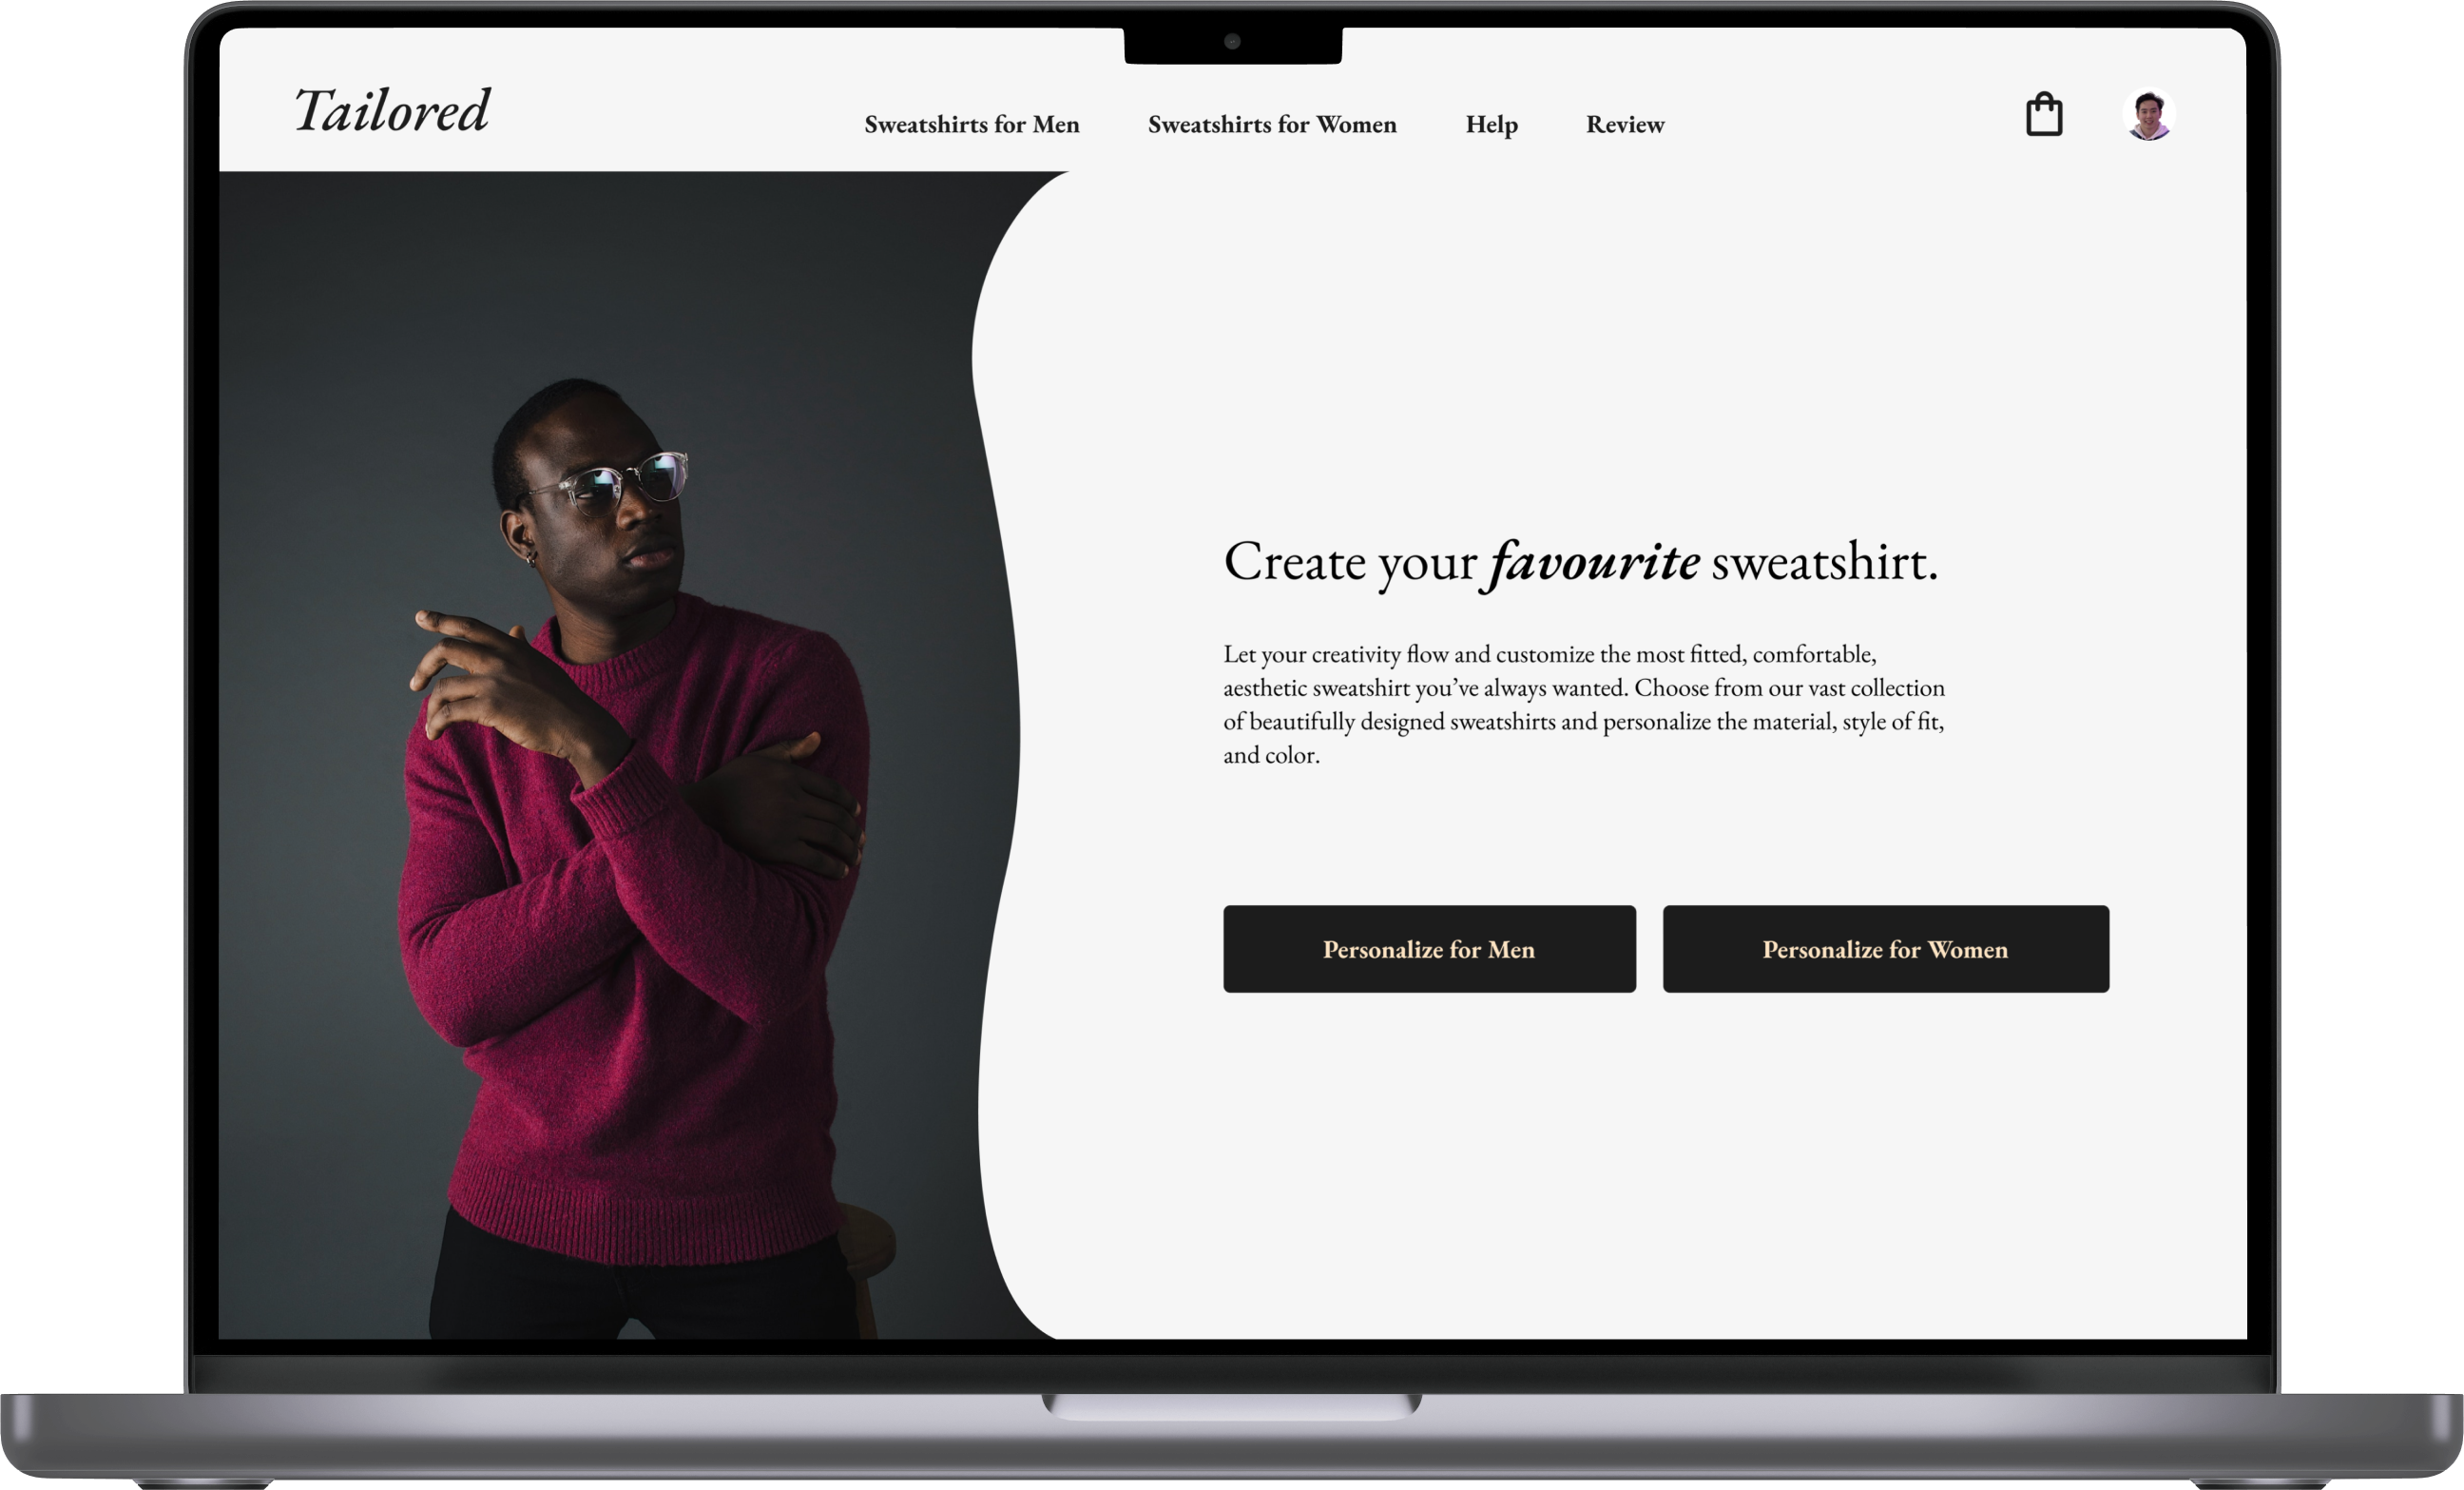 Tailored
Sweatshirts for Men
Sweatshirts for Women
Help
Review
Create your favourite sweatshirt.
Let your creativity flow and customize the most fitted, comfortable,
aesthetic sweatshirt you’ve always wanted. Choose from our vast collection
of beautifully designed sweatshirts and personalize the material, style of fit,
and color.
Personalize for Men
Personalize for Women